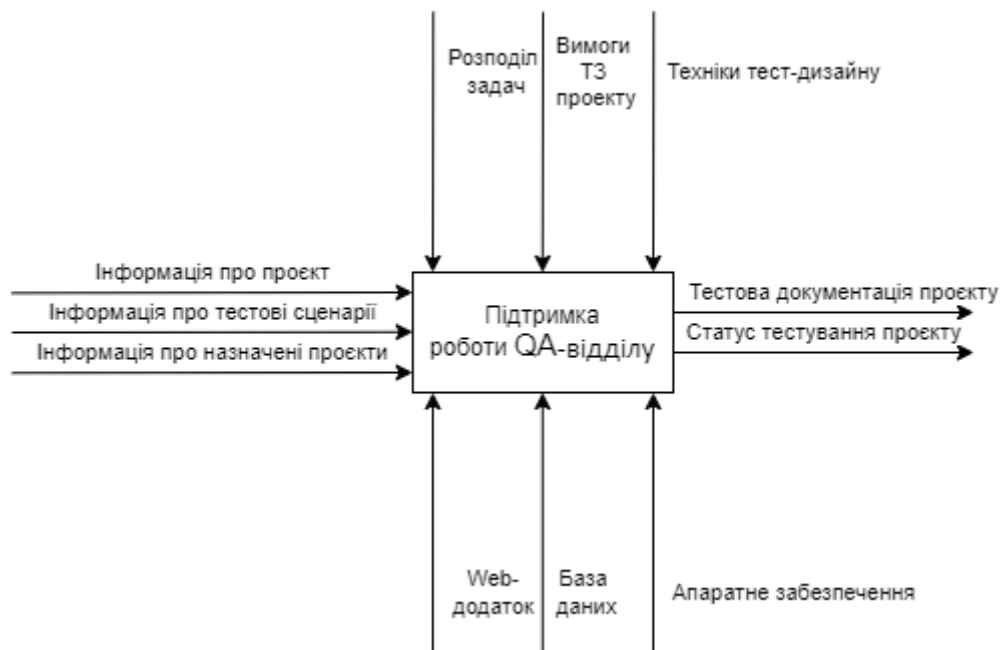 Розподіл
задач
Вимоги
ТЗ
проекту
Техніки тест-дизайну
Інформація про проєкт
Інформація про тестові сценарії
Інформація про назначені проєкти
Підтримка
роботи QA-відділу
Тестова документація проєкту
Статус тестування проєкту
Web-
додаток
База
даних
Апаратне забезпечення